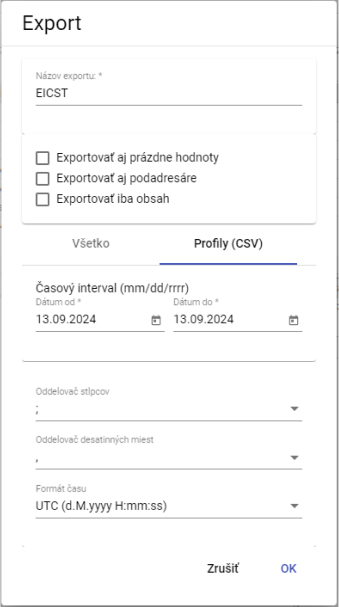 Export
Názov exportu: *
EICST
Exportovať aj prázdne hodnoty
Exportovať aj podadresáre
Exportovať iba obsah
Všetko Profily (CSV)
Časový interval (mm/dd/rrrr)
Dátum od * Dátum do *
13.09.2024 13.09.2024
Oddelovač stĺpcov
;
Oddelovač desatinných miest
,
Formát času
UTC (d.M.yyyy H:mm:ss)
Zrušiť OK